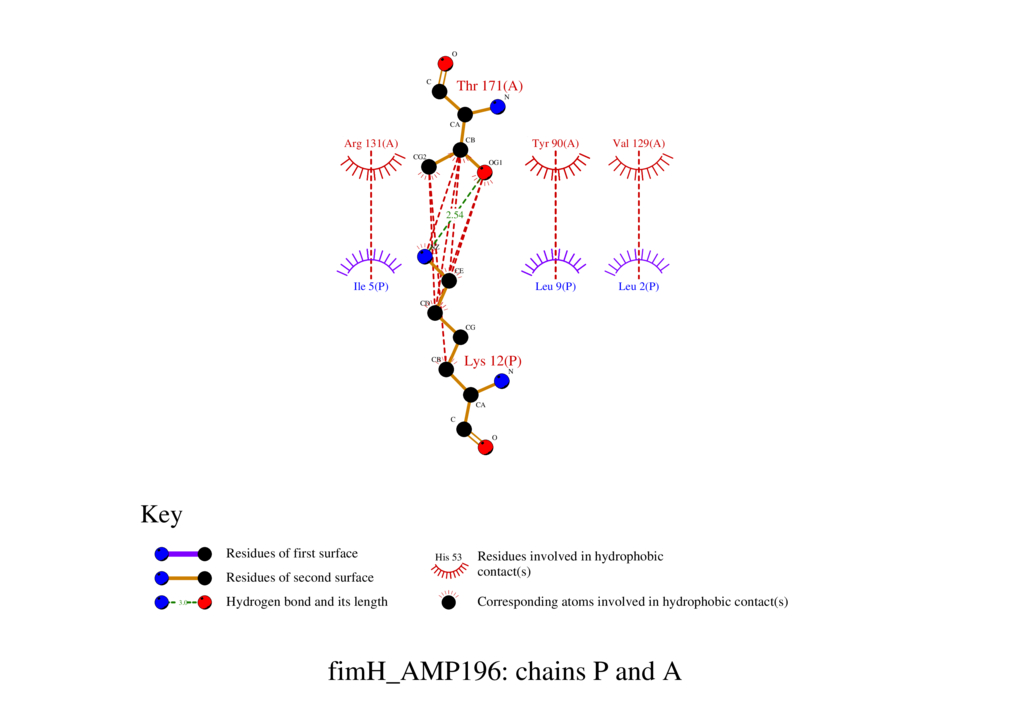 O
C
Thr 171(A)
N
CA
CB
Arg 131(A)
Tyr 90(A)
Val 129(A)
CG2
OG1
2.54
CE
Ile 5(P)
Leu 9(P)
Leu 2(P)
CD
CG
CB
Lys 12(P)
N
CA
C
O
Key
Residues of first surface
Residues of second surface
3.0
Hydrogen bond and its length
His 53
Residues involved in hydrophobic
contact(s)
Corresponding atoms involved in hydrophobic contact(s)
fimH_AMP196: chains P and A